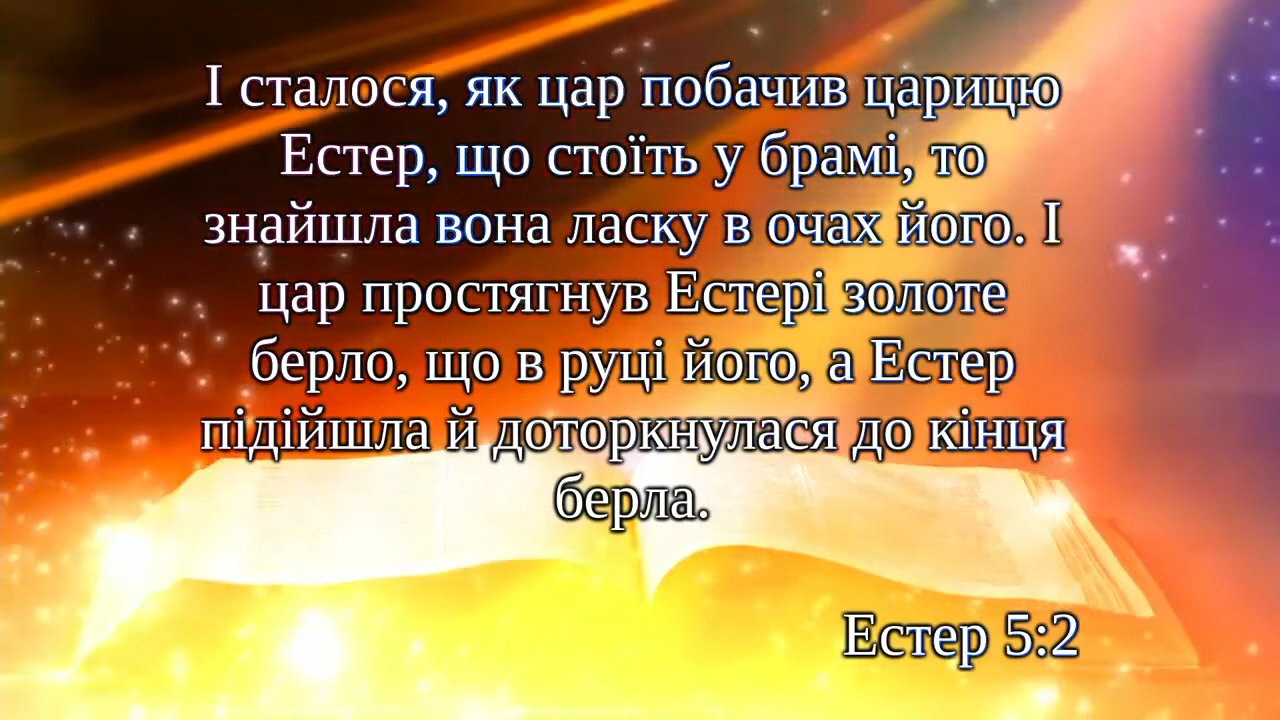 І сталося, як цар побачив царицю
Естер, що стоїть у брамі, то
знайшла вона ласку в очах його. І
цар простягнув Естері золоте
берло, що в руці його, а Естер
підійшла й доторкнулася до кінця
берла.
Естер 5:2